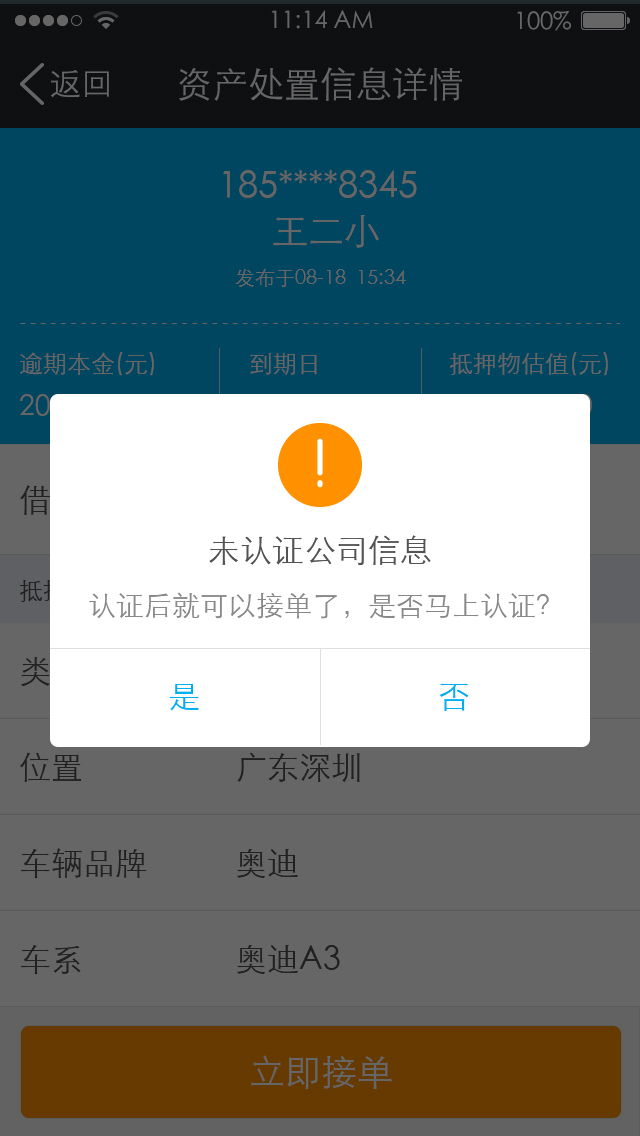 11:14 AM 100%
返回 资产处置信息详情
185****8345
王二小
发布于08-18 15:34
逾期本金(元) 到期日 抵押物估值(元)
20
借
未认证公司信息
抵
认证后就可以接单了，是否马上认证?
类
是 否
位置 广东深圳
车辆品牌 奥迪
车系 奥迪A3
立即接单